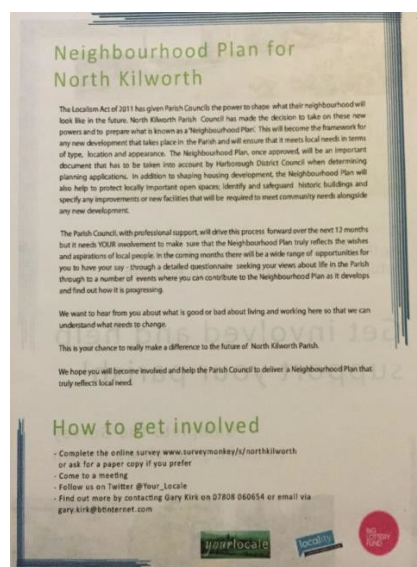 Neighbourhood Plan for
North Kilworth
The Localism Act of 2011 has given Parish Councils the power to shape what their neighbourhood will
look like in the future. North Kilworth Parish Council has made the decision to take on these new
powers and to prepare what is known as a 'Neighbourhood Plan'. This will become the framework for
any new development that takes place in the Parish and will ensure that it meets local needs in terms
of type, location and appearance. The Neighbourhood Plan, once approved, will be an important
document that has to be taken into account by Harborough District Council when determining
planning applications. In addition to shaping housing development, the Neighbourhood Plan will
also help to protect locally important open spaces; identify and safeguard historic buildings and
specify any improvements or new facilities that will be required to meet community needs alongside
any new development.
The Parish Council, with professional support, will drive this process forward over the next 12 months
but it needs YOUR involvement to make sure that the Neighbourhood Plan truly reflects the wishes
and aspirations of local people. In the coming months there will be a wide range of opportunities for
you to have your say - through a detailed questionnaire seeking your views about life in the Parish
through to a number of events where you can contribute to the Neighbourhood Plan as it develops
and find out how it is progressing.
We want to hear from you about what is good or bad about living and working here so that we can
understand what needs to change.
This is your chance to really make a difference to the future of North Kilworth Parish.
We hope you will become involved and help the Parish Council to deliver a Neighbourhood Plan that
truly reflects local need.
How to get involved
- Complete the online survey www.surveymonkey/s/northkilworth
or ask for a paper copy if you prefer
- Come to a meeting
- Follow us on Twitter @Your_Locale
- Find out more by contacting Gary Kirk on 07808 060654 or email via
gary.kirk@btinternet.com
yourlocale
locality
BIG
LOTTERY
FUND